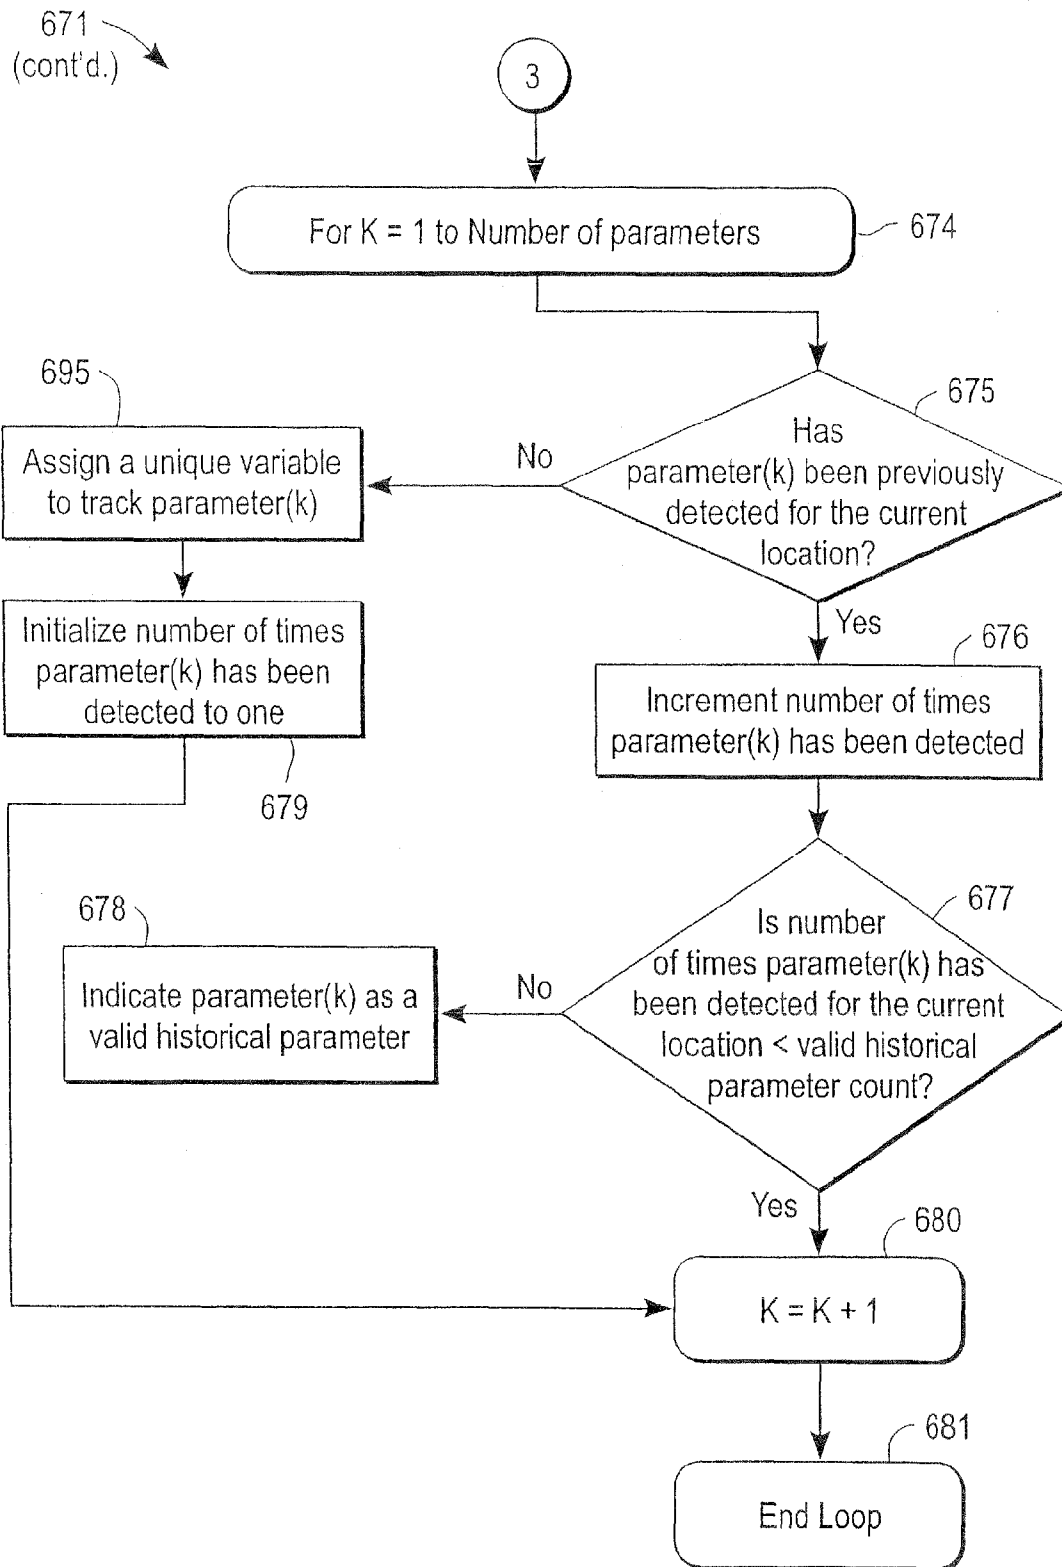 671
(cont'd.)
3
For K = 1 to Number of parameters
674
695
675
Assign a unique variable
to track parameter(k)
No
Has
parameter(k) been previously
detected for the current
location?
Yes
Initialize number of times
parameter(k) has been
detected to one
676
Increment number of times
parameter(k) has been detected
679
678
677
Indicate parameter(k) as a
valid historical parameter
No
Is number
of times parameter(k) has
been detected for the current
location < valid historical
parameter count?
Yes
680
K = K + 1
681
End Loop